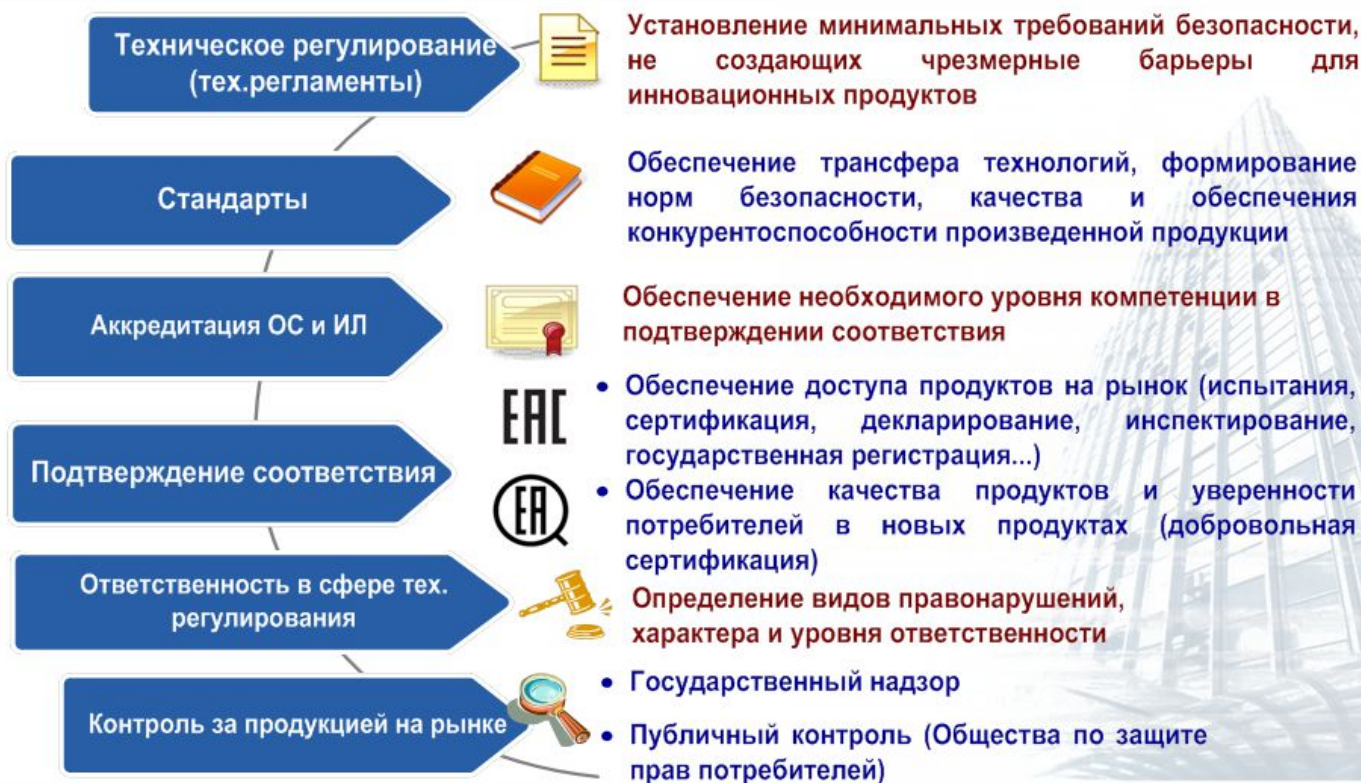 Техническое регулирование
(тех.регламенты)
Установление минимальных требований безопасности,
не создающих чрезмерные барьеры для
инновационных продуктов
Стандарты
Обеспечение трансфера технологий, формирование
норм безопасности, качества и обеспечения
конкурентоспособности произведенной продукции
Аккредитация ОС и ИЛ
Обеспечение необходимого уровня компетенции в
подтверждении соответствия
Подтверждение соответствия
EAC
• Обеспечение доступа продуктов на рынок (испытания,
сертификация, декларирование, инспектирование,
государственная регистрация...)
EA
• Обеспечение качества продуктов и уверенности
потребителей в новых продуктах (добровольная
сертификация)
Ответственность в сфере тех.
регулирования
Определение видов правонарушений,
характера и уровня ответственности
Контроль за продукцией на рынке
• Государственный надзор
• Публичный контроль (Общества по защите
прав потребителей)